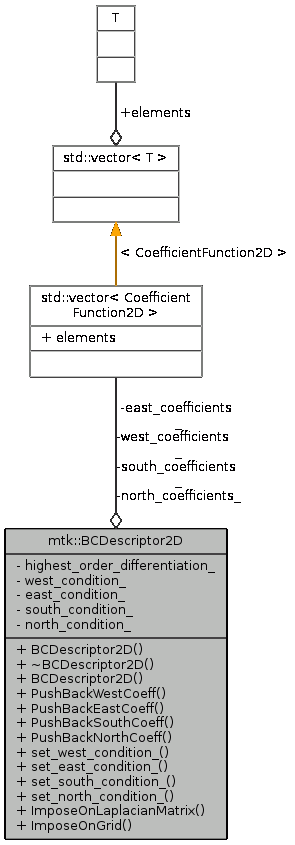 T
+elements
std::vector< T >
< CoefficientFunction2D >
std::vector< Coefficient
Function2D >
+ elements
-east_coefficients
_
-west_coefficients
_
-south_coefficients
_
-north_coefficients_
mtk::BCDescriptor2D
- highest_order_differentiation_
- west_condition_
- east_condition_
- south_condition_
- north_condition_
+ BCDescriptor2D()
+ ~BCDescriptor2D()
+ BCDescriptor2D()
+ PushBackWestCoeff()
+ PushBackEastCoeff()
+ PushBackSouthCoeff()
+ PushBackNorthCoeff()
+ set_west_condition_()
+ set_east_condition_()
+ set_south_condition_()
+ set_north_condition_()
+ ImposeOnLaplacianMatrix()
+ ImposeOnGrid()